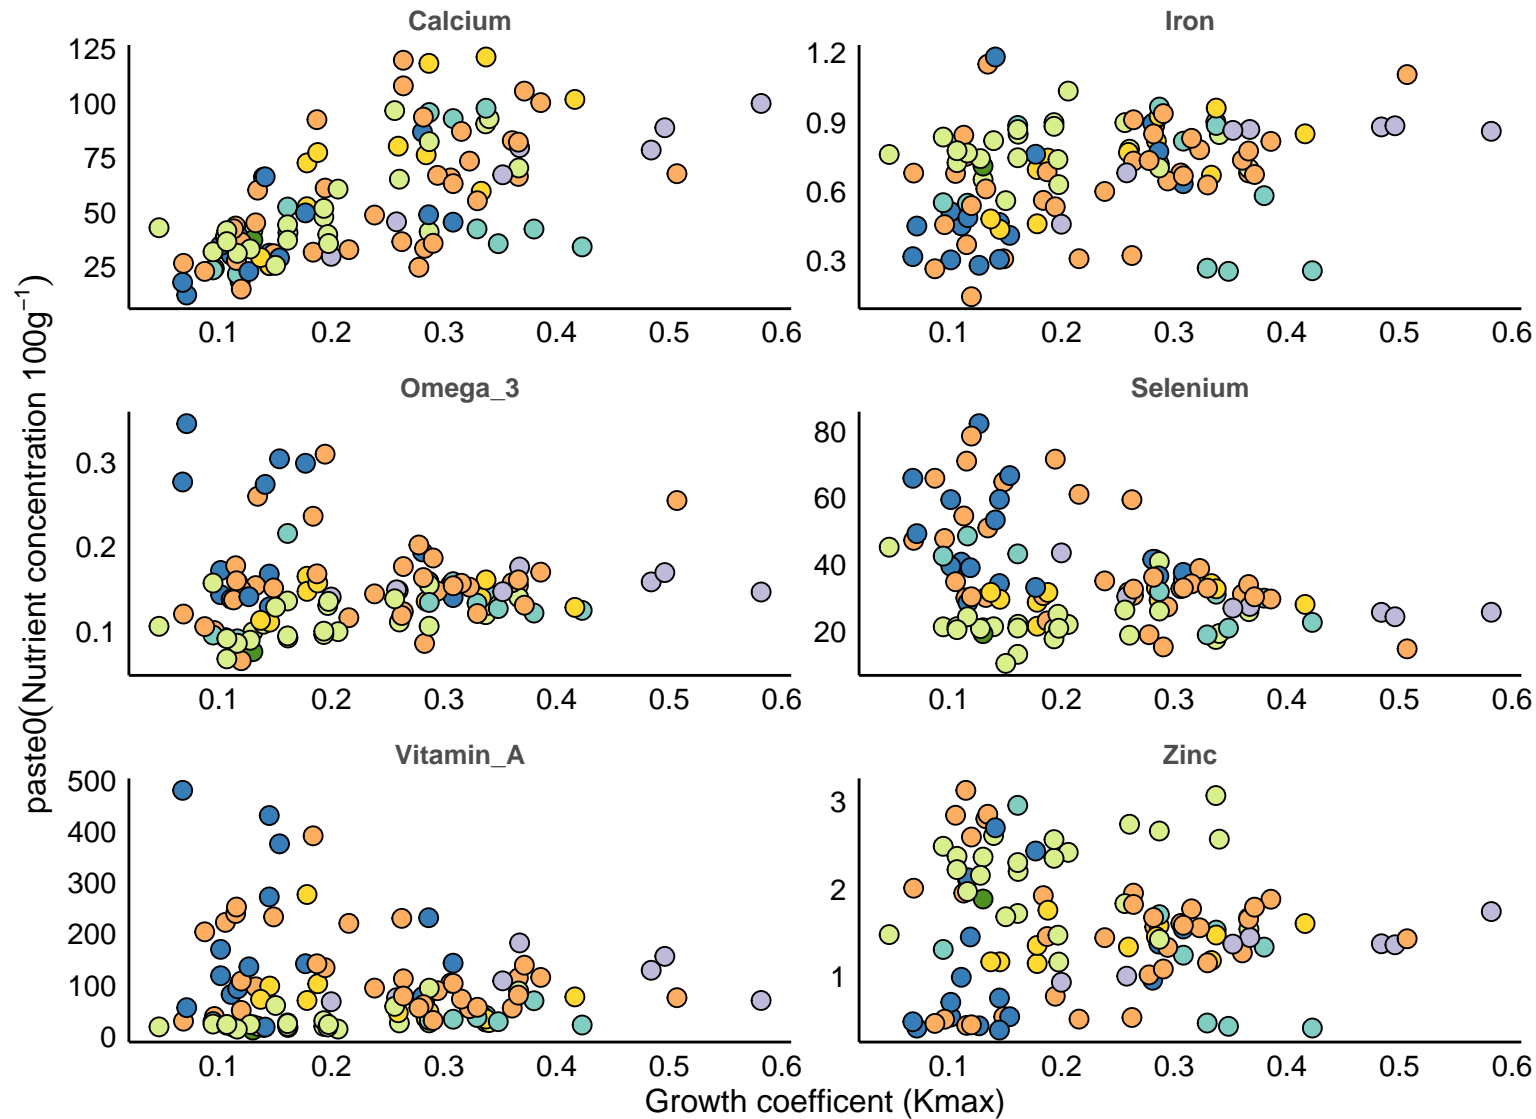 Calcium
125
100
75
50
25
0.1 0.2 0.3 0.4 0.5 0.6
Iron
1.2
0.9
0.6
0.3
0.1 0.2 0.3 0.4 0.5 0.6
Omega_3
0.3
0.2
0.1
0.1 0.2 0.3 0.4 0.5 0.6
Selenium
80
60
40
20
0.1 0.2 0.3 0.4 0.5 0.6
Vitamin_A
500
400
300
200
100
0
0.1 0.2 0.3 0.4 0.5 0.6
Zinc
3
2
1
0.1 0.2 0.3 0.4 0.5 0.6
paste0(Nutrient concentration 100g⁻¹)
Growth coefficent (Kmax)